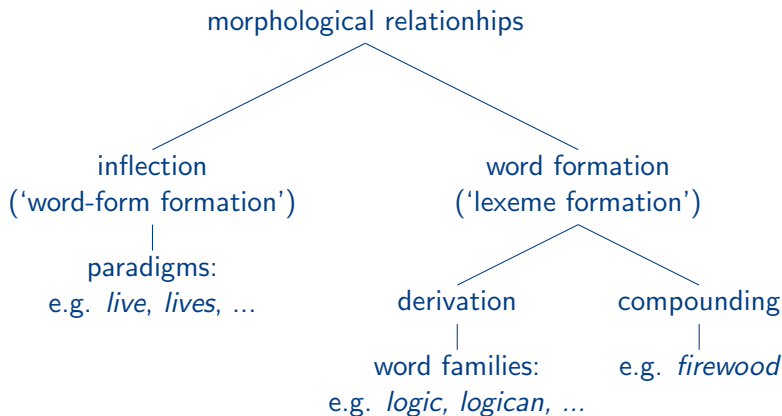 morphological relationships
inflection
(‘word-form formation’)
word formation
(‘lexeme formation’)
paradigms:
e.g. live, lives, ...
derivation
compounding
word families:
e.g. logic, logican, ...
e.g. firewood